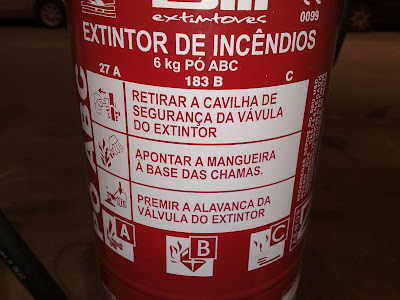 extintores
0099
EXTINTOR DE INCÊNDIOS
6 kg PÓ ABC
27 A 183 B C
RETIRAR A CAVILHA DE
SEGURANÇA DA VÁVULA
DO EXTINTOR
APONTAR A MANGUEIRA
À BASE DAS CHAMAS.
PREMIR A ALAVANCA DA
VÁLVULA DO EXTINTOR
A
B
C